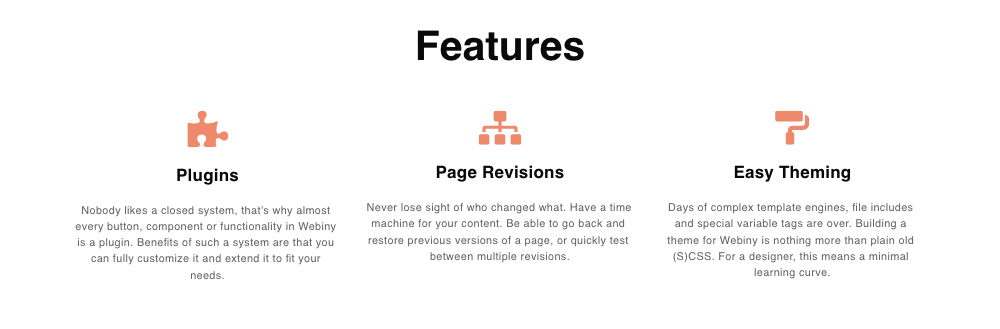 Features
Plugins
Nobody likes a closed system, that's why almost
every button, component or functionality in Webiny
is a plugin. Benefits of such a system are that you
can fully customize it and extend it to fit your
needs.
Page Revisions
Never lose sight of who changed what. Have a time
machine for your content. Be able to go back and
restore previous versions of a page, or quickly test
between multiple revisions.
Easy Theming
Days of complex template engines, file includes
and special variable tags are over. Building a
theme for Webiny is nothing more than plain old
(S)CSS. For a designer, this means a minimal
learning curve.